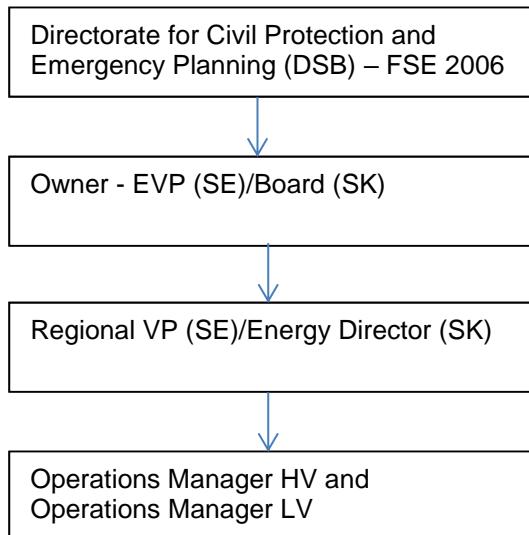 Directorate for Civil Protection and
Emergency Planning (DSB) – FSE 2006
Owner - EVP (SE)/Board (SK)
Regional VP (SE)/Energy Director (SK)
Operations Manager HV and
Operations Manager LV